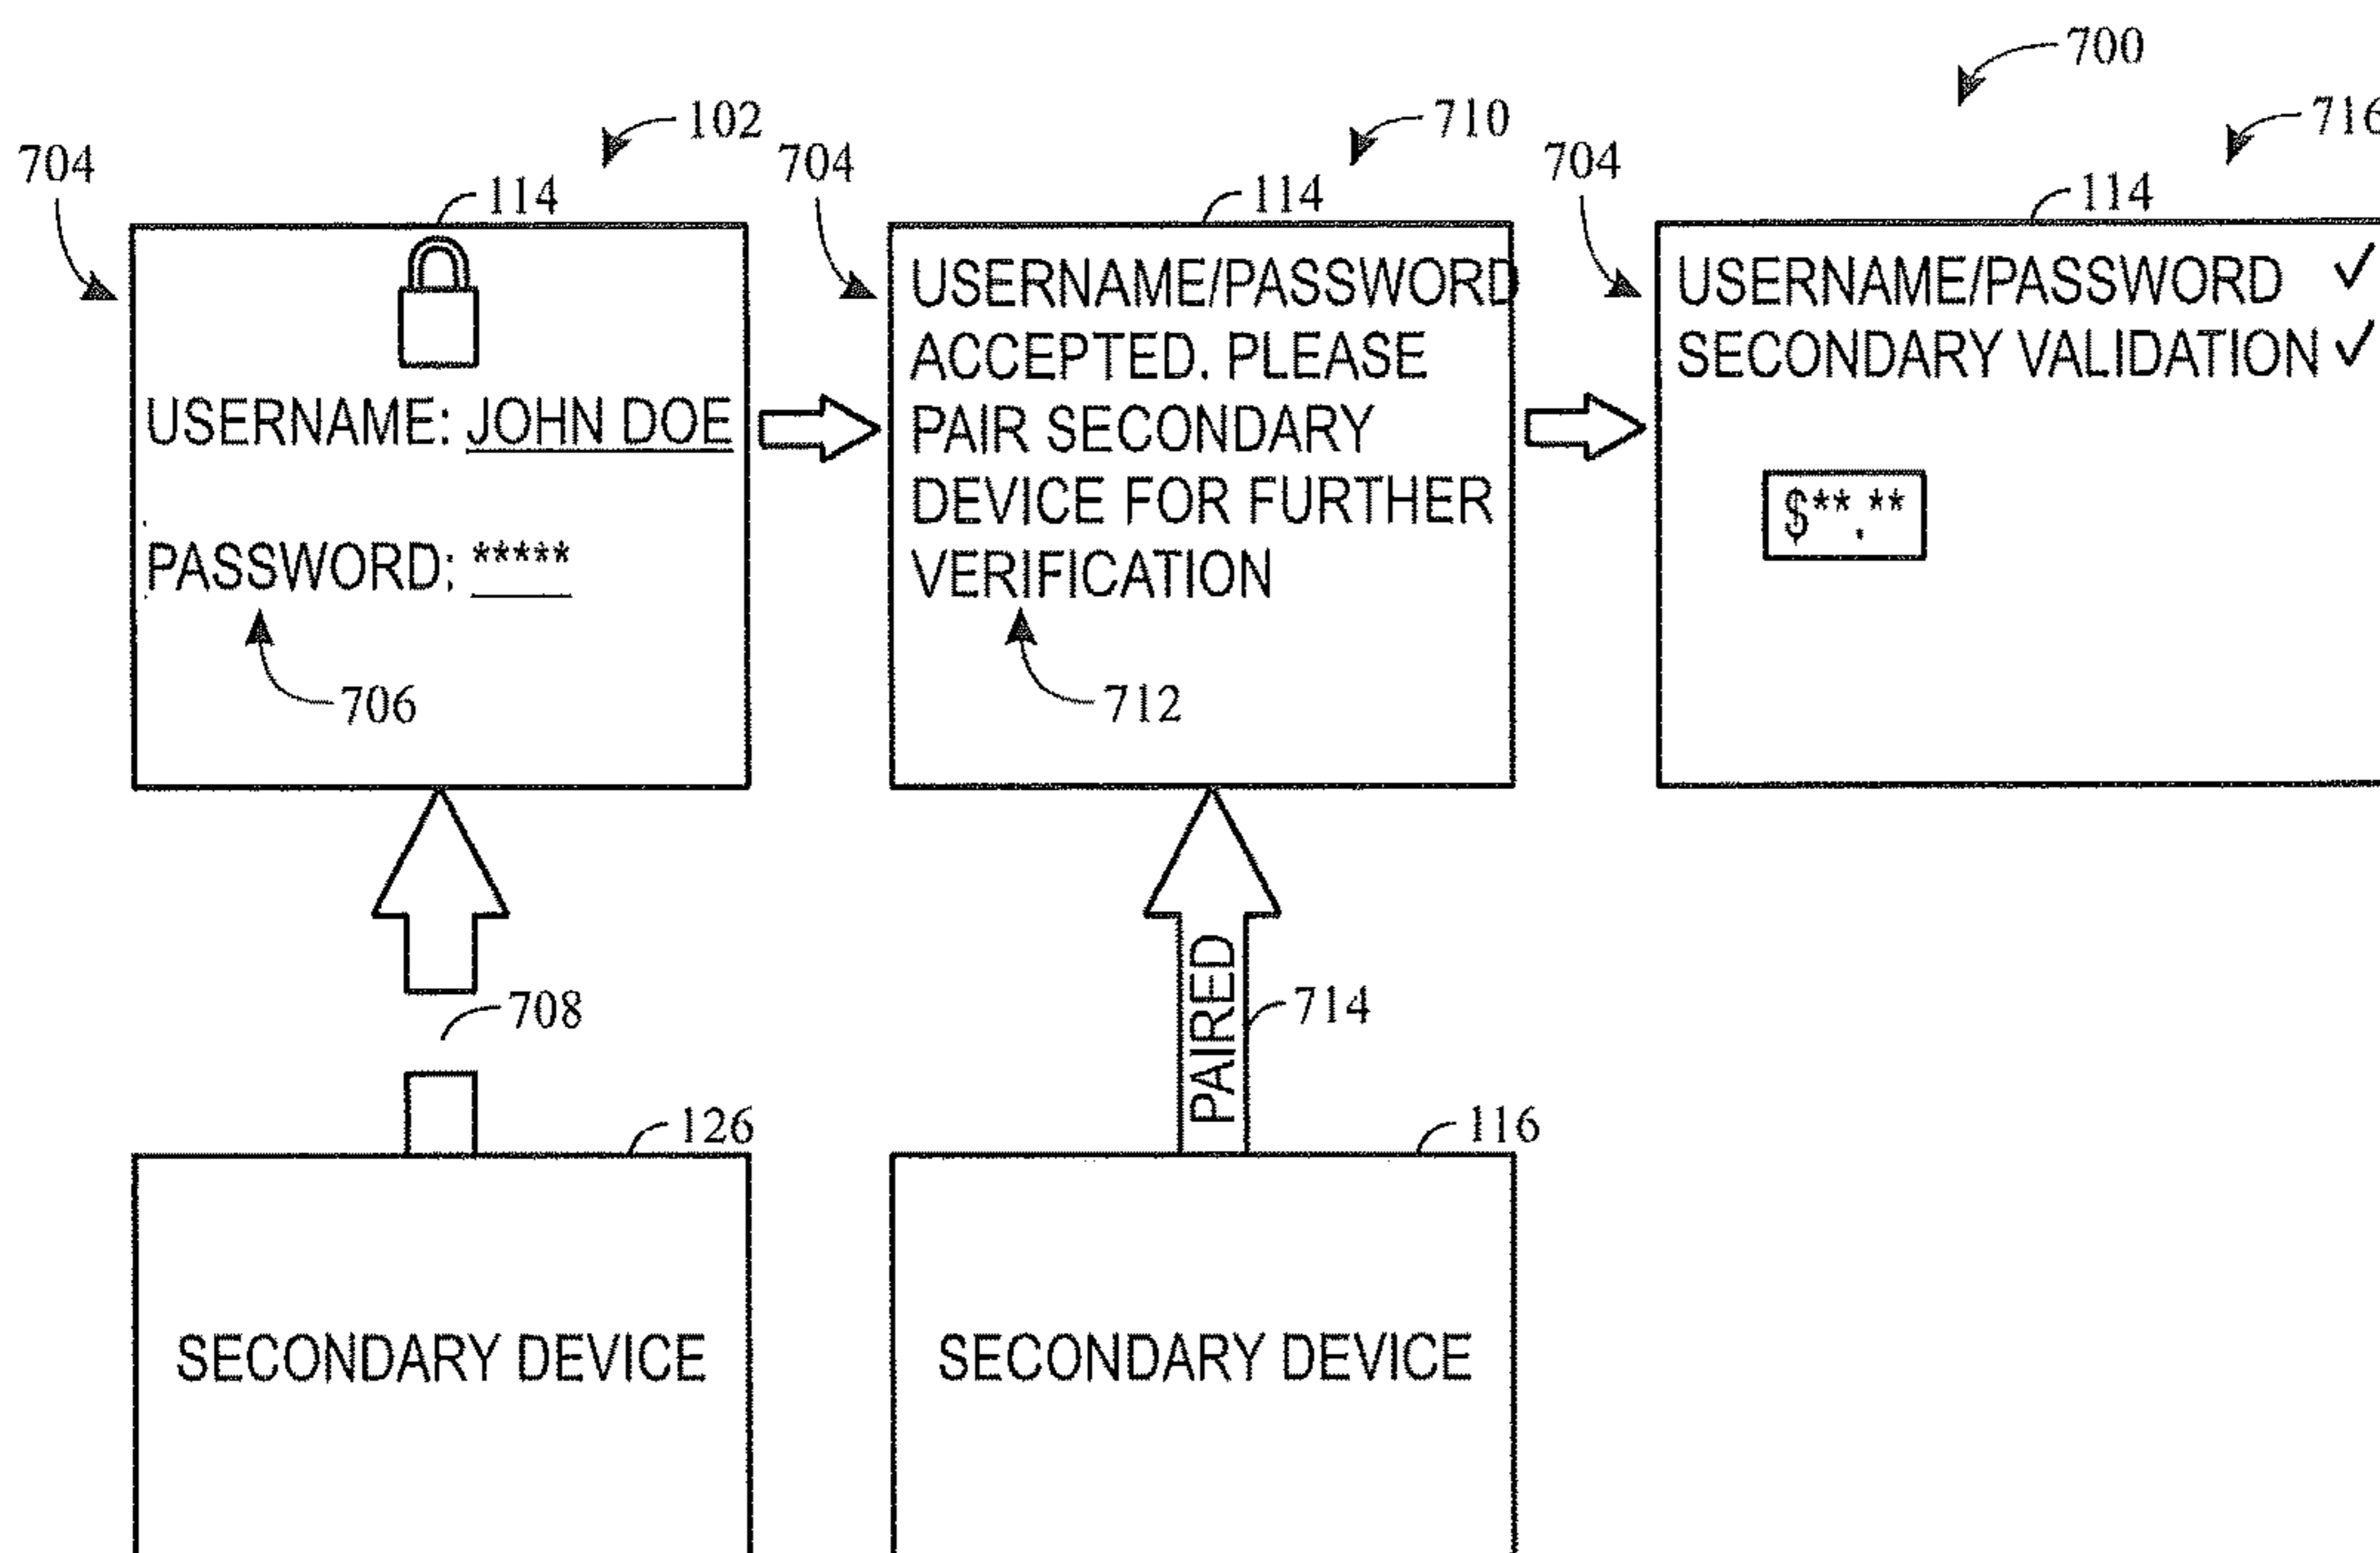 700
102
710
716
704
704
704
114
114
114
USERNAME: JOHN DOE
PASSWORD: *****
706
USERNAME/PASSWORD
ACCEPTED. PLEASE
PAIR SECONDARY
DEVICE FOR FURTHER
VERIFICATION
712
USERNAME/PASSWORD ✓
SECONDARY VALIDATION ✓
$**.**
708
PAIRED
714
126
116
SECONDARY DEVICE
SECONDARY DEVICE